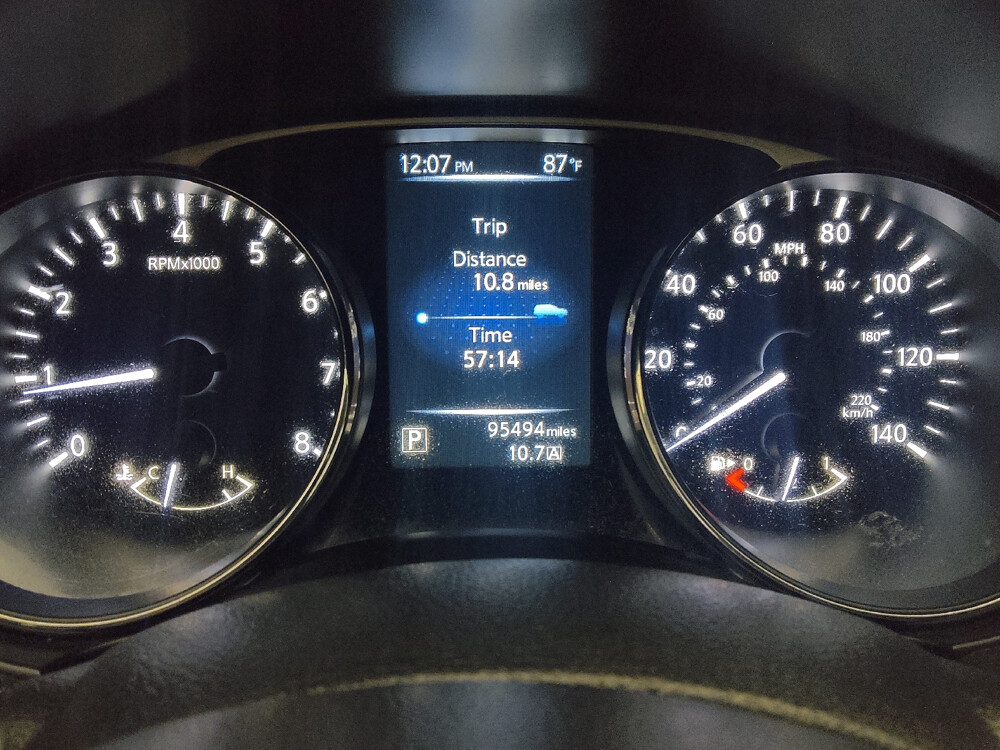 12:07 PM 87°F
Trip
Distance
10.8 miles
Time
57:14
P
95494 miles
10.7 A
0 1 2 3 4 5 6 7 8
RPMx1000
C H
0 20 40 60 80 100 120 140
MPH
20 60 100 140 180 220
km/h
0 1